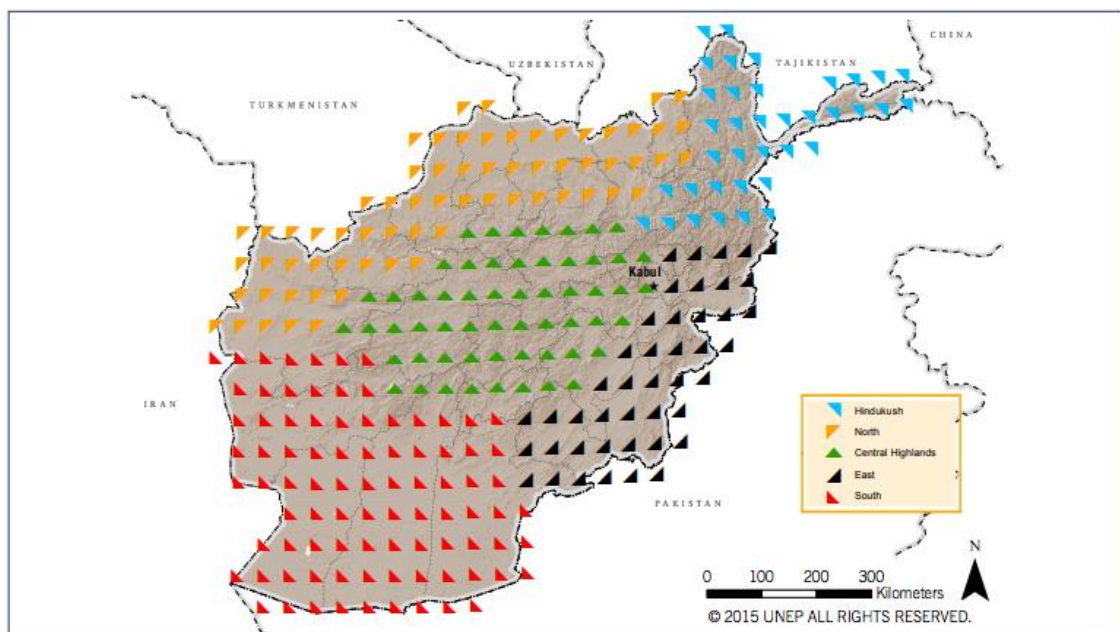 CHINA
UZBEKISTAN
TAJIKISTAN
TURKMENISTAN
Kabul
IRAN
Hindukush
North
Central Highlands
East
South
PAKISTAN
N
0 100 200 300
Kilometers
© 2015 UNEP ALL RIGHTS RESERVED.